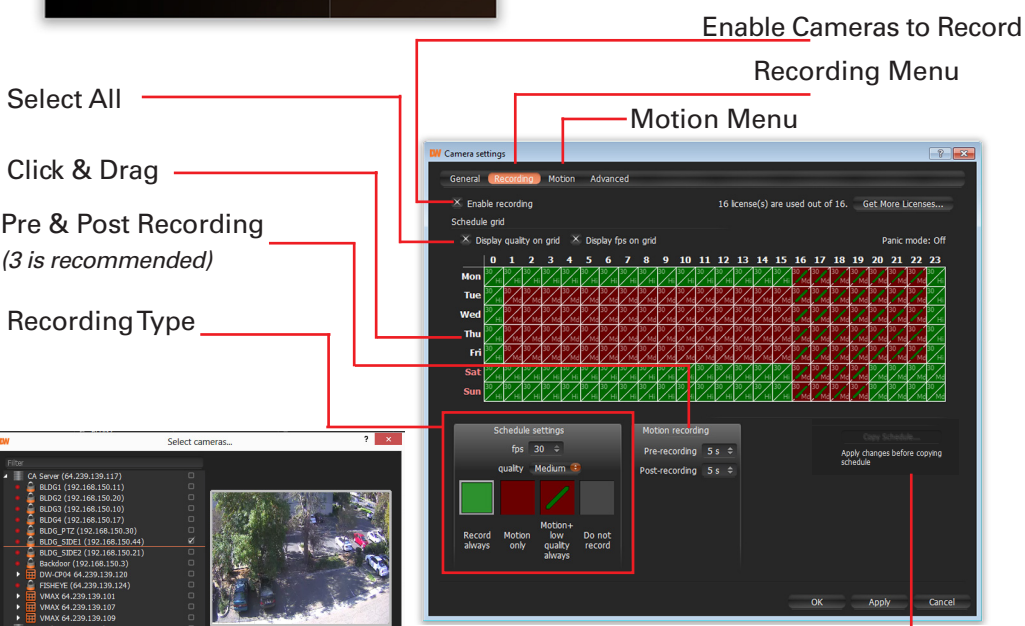 Enable Cameras to Record
Recording Menu
Select All
Motion Menu
Click & Drag
Pre & Post Recording
(3 is recommended)
Recording Type
Camera settings
General Recording Motion Advanced
Enable recording
16 license(s) are used out of 16. Get More Licenses...
Schedule grid
Display quality on grid Display fps on grid
Panic mode: Off
0 1 2 3 4 5 6 7 8 9 10 11 12 13 14 15 16 17 18 19 20 21 22 23
Mon
Tue
Wed
Thu
Fri
Sat
Sun
Schedule settings
fps 30
quality Medium
Record always
Motion only
Motion+ low quality always
Do not record
Motion recording
Pre-recording 5 s
Post-recording 5 s
Copy Schedule...
Apply changes before copying
schedule
OK Apply Cancel
Select cameras...
Filter
CA Server (64.239.139.117)
BLDG1 (192.168.150.11)
BLDG2 (192.168.150.20)
BLDG3 (192.168.150.10)
BLDG4 (192.168.150.17)
BLDG_PTZ (192.168.150.30)
BLDG_SIDE1 (192.168.150.44)
BLDG_SIDE2 (192.168.150.21)
Backdoor (192.168.150.3)
DW-CP04 64.239.139.120
FISHEYE (64.239.139.124)
VMAX 64.239.139.101
VMAX 64.239.139.107
VMAX 64.239.139.109